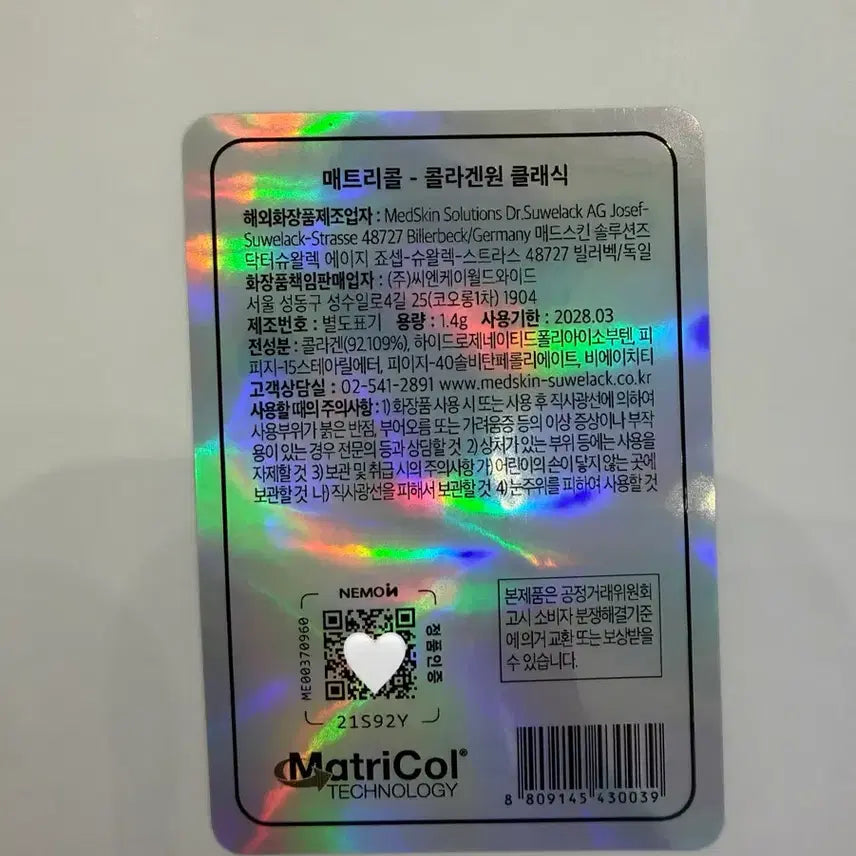 매트리콜 - 콜라겐원 클래식
해외화장품제조업자 : MedSkin Solutions Dr.Suwelack AG Josef-
Suwelack-Strasse 48727 Billerbeck/Germany 매드스킨 솔루션즈
닥터슈왈렉 에이지 죠셉-슈왈렉-스트라스 48727 빌러벡/독일
화장품책임판매업자 : (주)씨엔케이월드와이드
서울 성동구 성수일로4길 25(코오롱1차) 1904
제조번호 : 별도표기 용량 : 1.4g 사용기한 : 2028.03
전성분 : 콜라겐(92.109%), 하이드로제네이티드폴리아이소부텐, 피
피지-15스테아릴에터, 피이지-40솔비탄페롤리에이트, 비에이치티
고객상담실 : 02-541-2891 www.medskin-suwelack.co.kr
사용할 때의 주의사항 : 1) 화장품 사용 시 또는 사용 후 직사광선에 의하여
사용부위가 붉은 반점, 부어오름 또는 가려움증 등의 이상 증상이나 부작
용이 있는 경우 전문의 등과 상담할 것 2) 상처가 있는 부위 등에는 사용을
자제할 것 3) 보관 및 취급 시의 주의사항 가) 어린이의 손이 닿지 않는 곳에
보관할 것 나) 직사광선을 피해서 보관할 것 4) 눈주위를 피하여 사용할 것
NEMOiN
ME00370960
정품인증
21S92Y
본제품은 공정거래위원회
고시 소비자 분쟁해결기준
에 의거 교환 또는 보상받을
수 있습니다.
MatriCol®
TECHNOLOGY
8 809145 430039